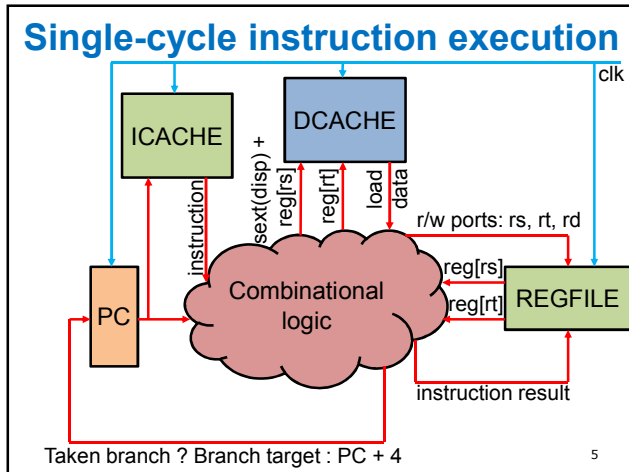 Single-cycle instruction execution
clk
ICACHE
DCACHE
instruction
sext(disp) +
reg[rs]
reg[rt]
load
data
r/w ports: rs, rt, rd
reg[rs]
reg[rt]
REGFILE
PC
Combinational
logic
instruction result
Taken branch ? Branch target : PC + 4
5